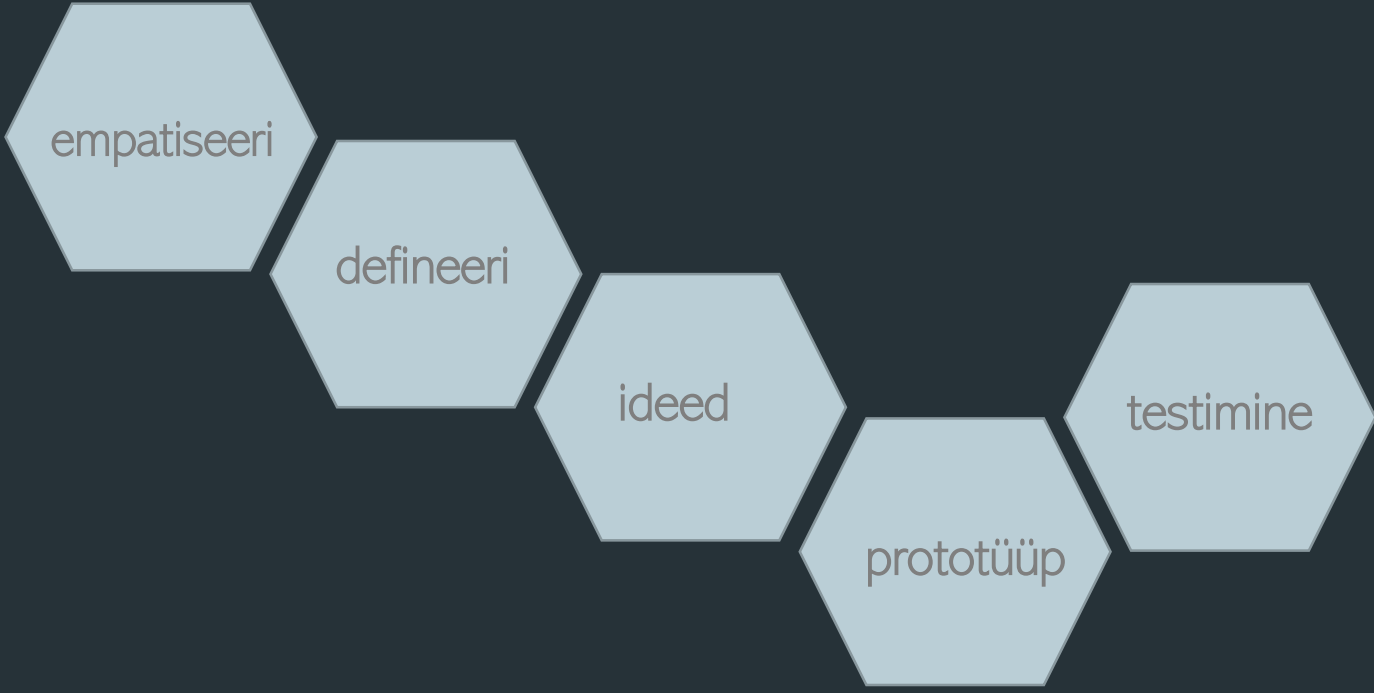 empatiseeri
defineeri
ideed
prototüüp
testimine